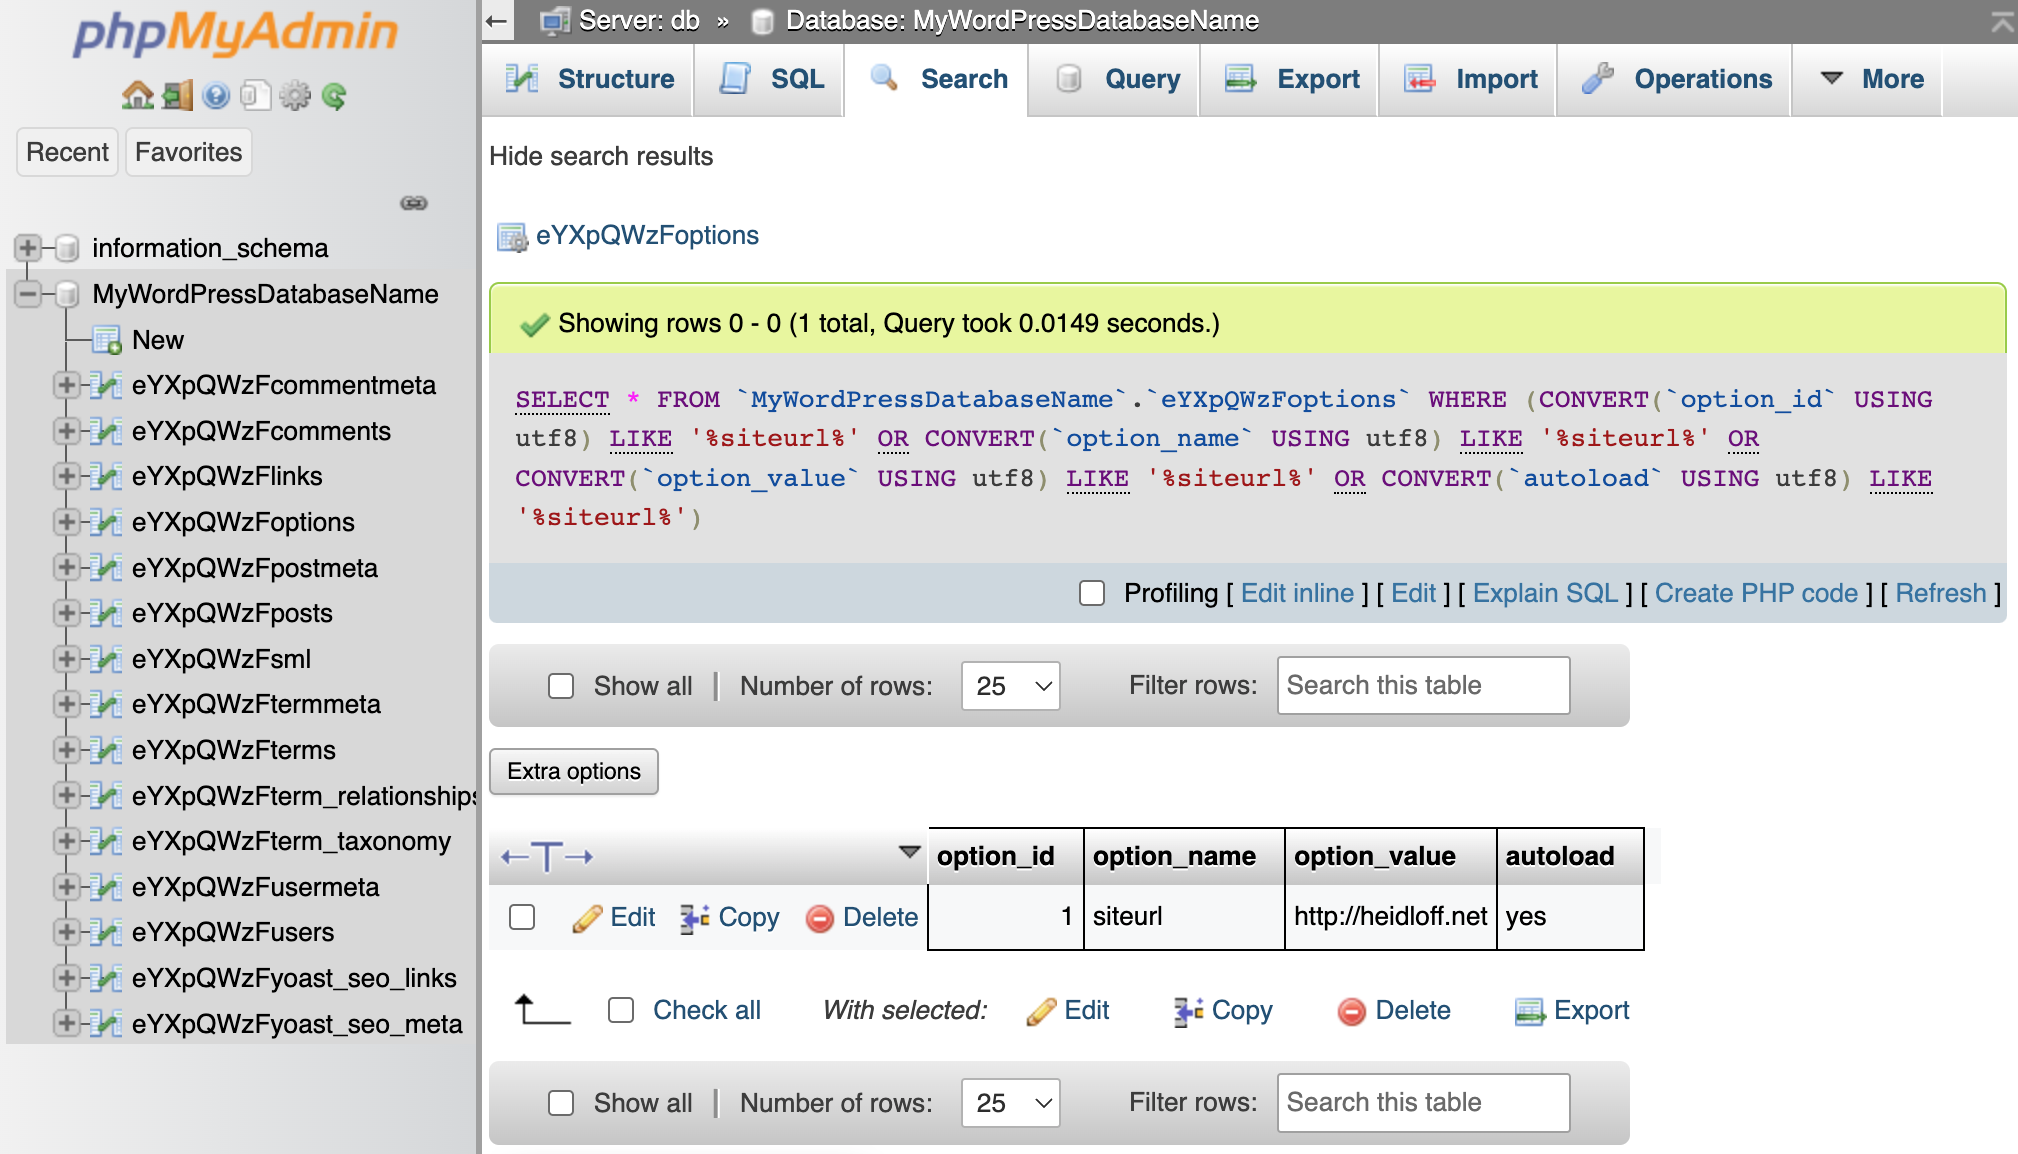 phpMyAdmin
Recent
Favorites
information_schema
MyWordPressDatabaseName
New
eYXpQWzFcommentmeta
eYXpQWzFcomments
eYXpQWzFlinks
eYXpQWzFoptions
eYXpQWzFpostmeta
eYXpQWzFposts
eYXpQWzFsml
eYXpQWzFtermmeta
eYXpQWzFterms
eYXpQWzFterm_relationships
eYXpQWzFterm_taxonomy
eYXpQWzFusermeta
eYXpQWzFusers
eYXpQWzFyoast_seo_links
eYXpQWzFyoast_seo_meta
Server: db » Database: MyWordPressDatabaseName
Structure SQL Search Query Export Import Operations More
Hide search results
eYXpQWzFoptions
Showing rows 0 - 0 (1 total, Query took 0.0149 seconds.)
SELECT * FROM `MyWordPressDatabaseName`.`eYXpQWzFoptions` WHERE (CONVERT(`option_id` USING
utf8) LIKE '%siteurl%' OR CONVERT(`option_name` USING utf8) LIKE '%siteurl%' OR
CONVERT(`option_value` USING utf8) LIKE '%siteurl%' OR CONVERT(`autoload` USING utf8) LIKE
'%siteurl%')
Profiling [ Edit inline ] [ Edit ] [ Explain SQL ] [ Create PHP code ] [ Refresh ]
Show all | Number of rows: 25 Filter rows: Search this table
Extra options
←T→ option_id option_name option_value autoload
Edit Copy Delete 1 siteurl http://heidloff.net yes
Check all With selected: Edit Copy Delete Export
Show all | Number of rows: 25 Filter rows: Search this table